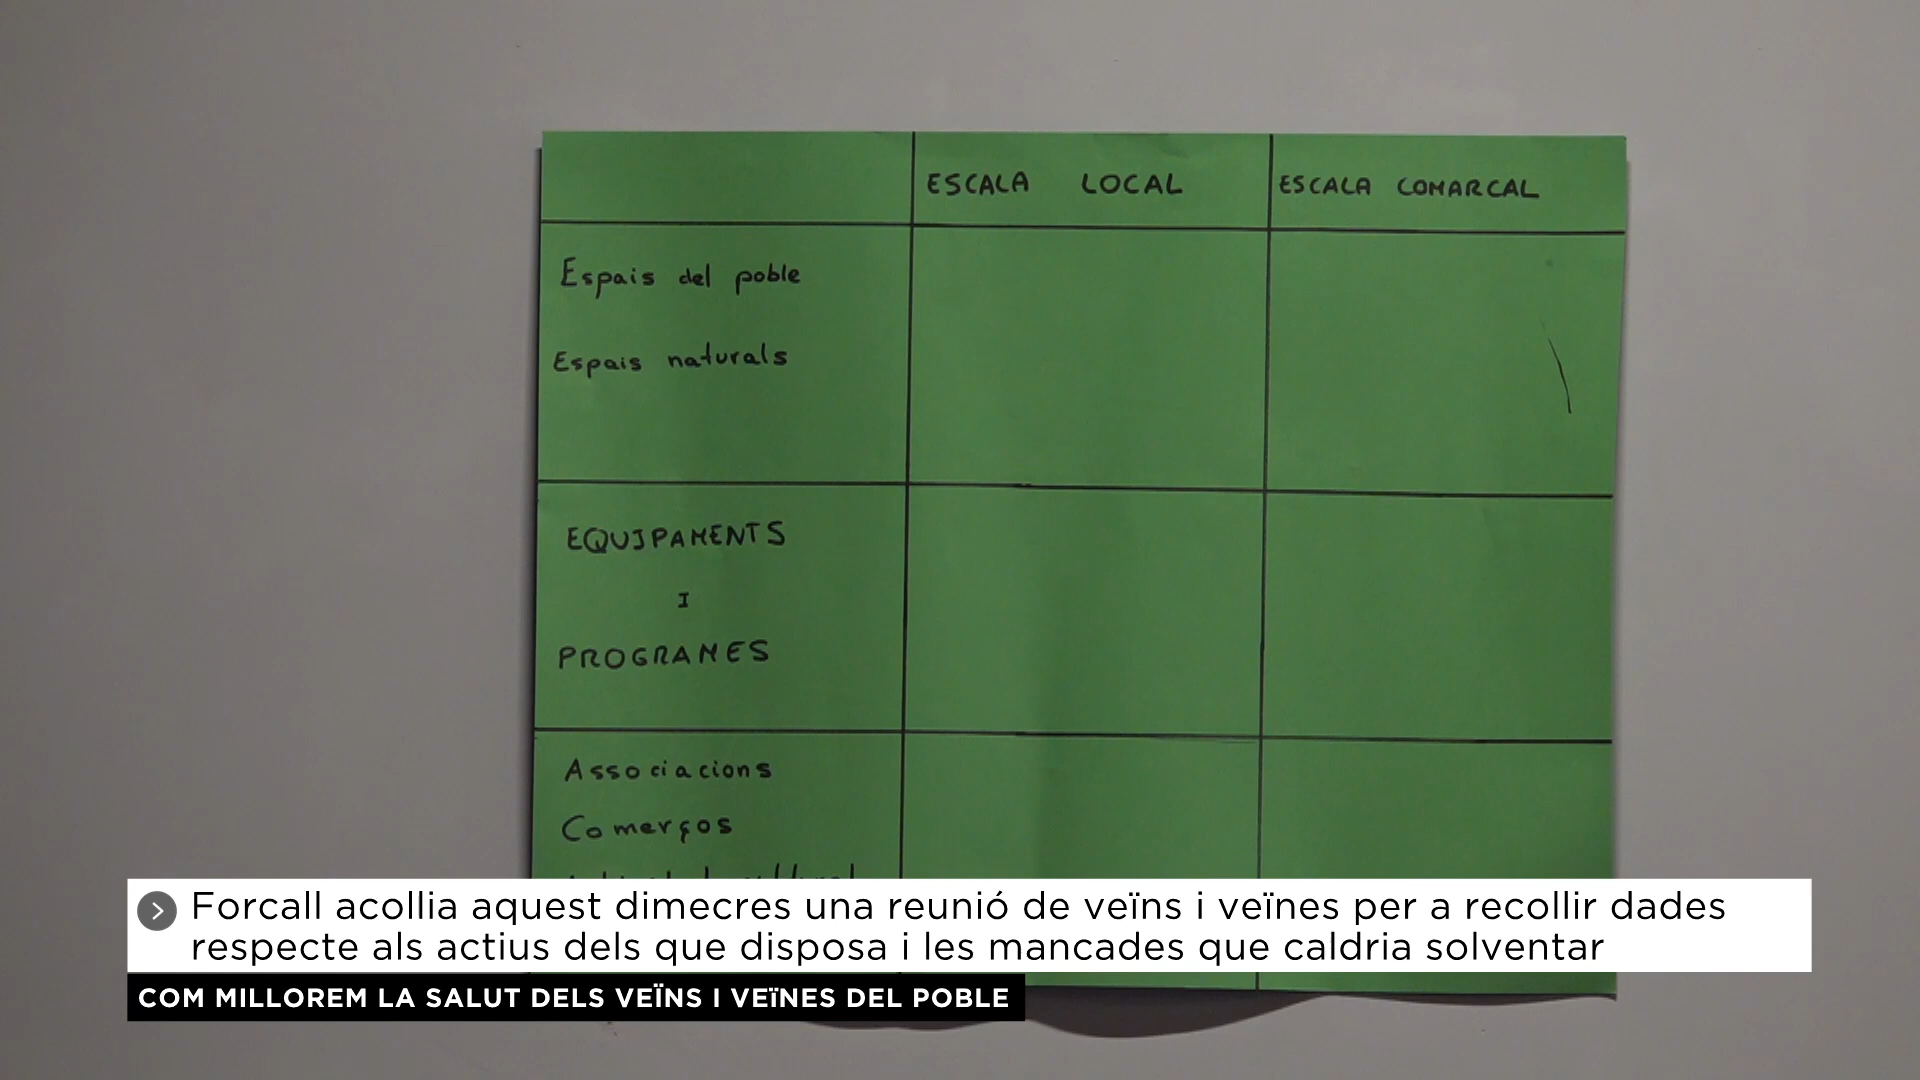 ESCALA LOCAL
ESCALA COMARCAL
Espais del poble
Espais naturals
EQUIPAMENTS
I
PROGRAMES
Associacions
Comerços
Forcall acollia aquest dimecres una reunió de veïns i veïnes per a recollir dades
respecte als actius dels que disposa i les mancades que caldria solventar
COM MILLOREM LA SALUT DELS VEÏNS I VEÏNES DEL POBLE